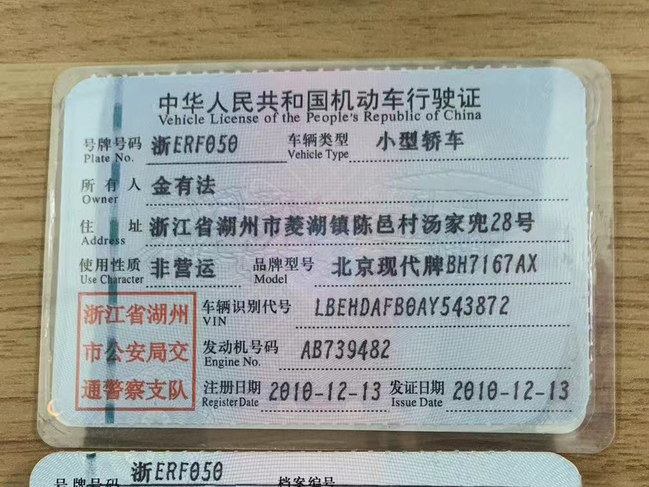 中华人民共和国机动车行驶证
Vehicle License of the People's Republic of China
号牌号码 浙ERF050 车辆类型 小型轿车
Plate No. Vehicle Type
所有人 金有法
Owner
住址 浙江省湖州市菱湖镇陈邑村汤家兜28号
Address
使用性质 非营运 品牌型号 北京现代牌BH7167AX
Use Character Model
浙江省湖州 车辆识别代号 LBEHDAFB0AY543872
VIN
市公安局交 发动机号码 AB739482
Engine No.
通警察支队 注册日期 2010-12-13 发证日期 2010-12-13
Register Date Issue Date
号牌号码 浙ERF050 档案编号